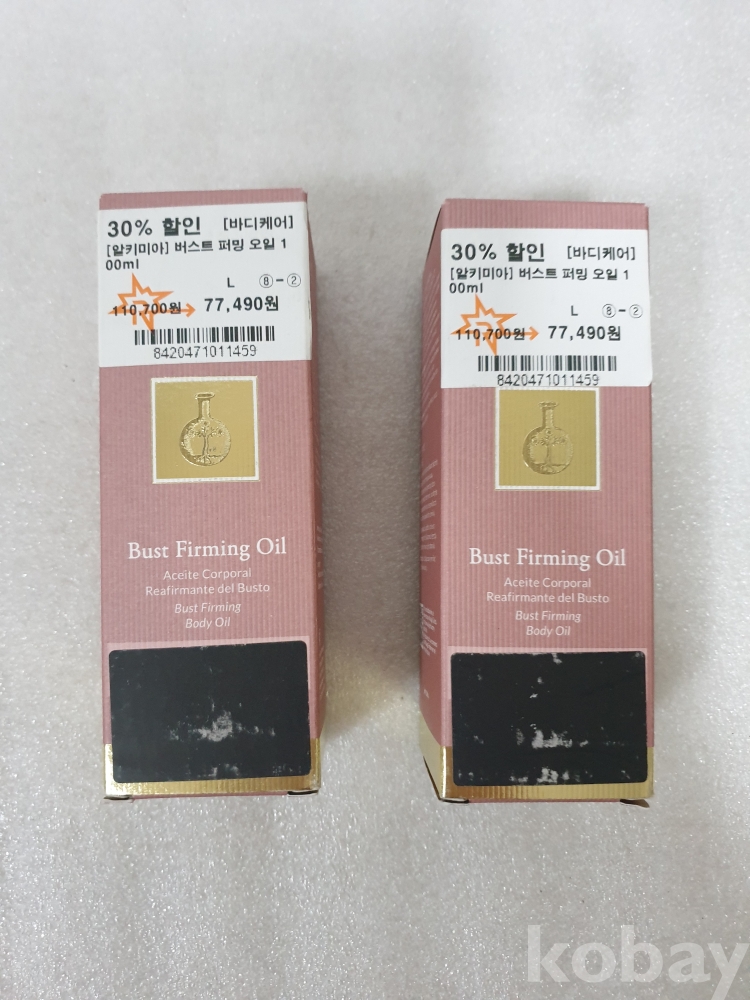 30% 할인 [바디케어]
[알키미아] 버스트 퍼밍 오일 1
00ml
L ⑧-②
110,700원→ 77,490원
8420471011459
Bust Firming Oil
Aceite Corporal
Reafirmante del Busto
Bust Firming
Body Oil
30% 할인 [바디케어]
[알키미아] 버스트 퍼밍 오일 1
00ml
L ⑧-②
110,700원→ 77,490원
8420471011459
Bust Firming Oil
Aceite Corporal
Reafirmante del Busto
Bust Firming
Body Oil
kobay